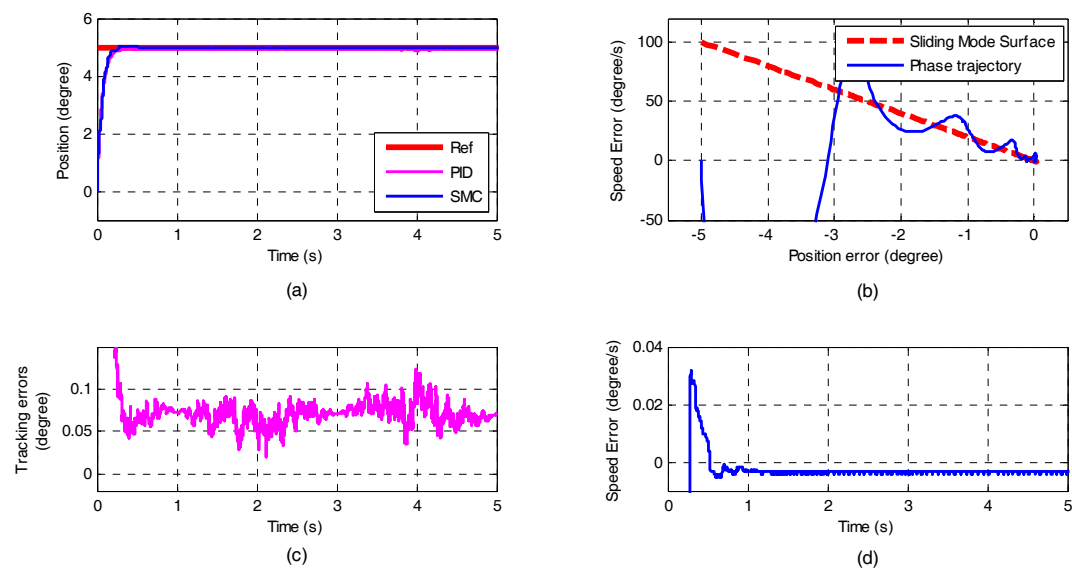 6
4
2
0
Position (degree)
Ref
PID
SMC
0
1
2
3
4
5
Time (s)
(a)
100
50
0
-50
Speed Error (degree/s)
Sliding Mode Surface
Phase trajectory
-5
-4
-3
-2
-1
0
Position error (degree)
(b)
0.1
0.05
0
Tracking errors
(degree)
0
1
2
3
4
5
Time (s)
(c)
0.04
0.02
0
Speed Error (degree/s)
0
1
2
3
4
5
Time (s)
(d)